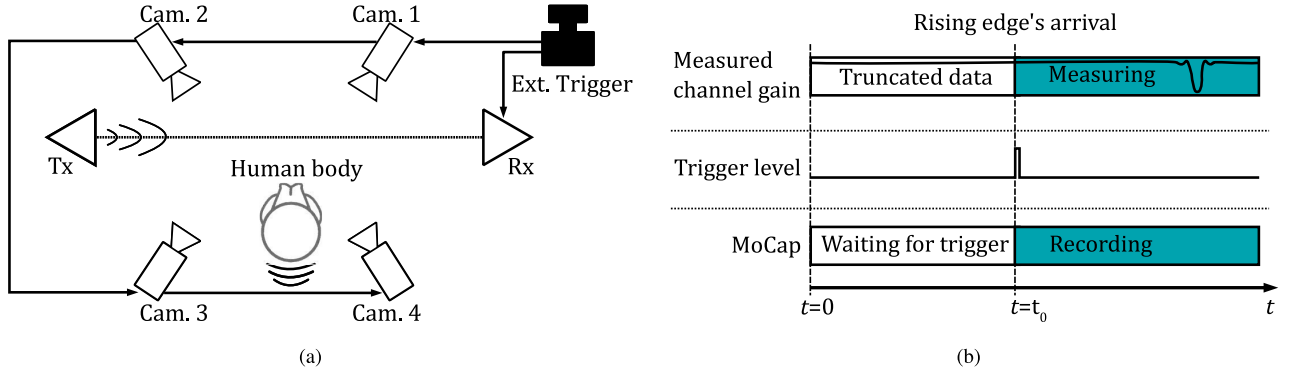 Cam. 2
Cam. 1
Ext. Trigger
Tx
Rx
Human body
Cam. 3
Cam. 4
(a)
Rising edge's arrival
Measured
channel gain
Truncated data
Measuring
Trigger level
MoCap
Waiting for trigger
Recording
t=0
t=t₀
t
(b)